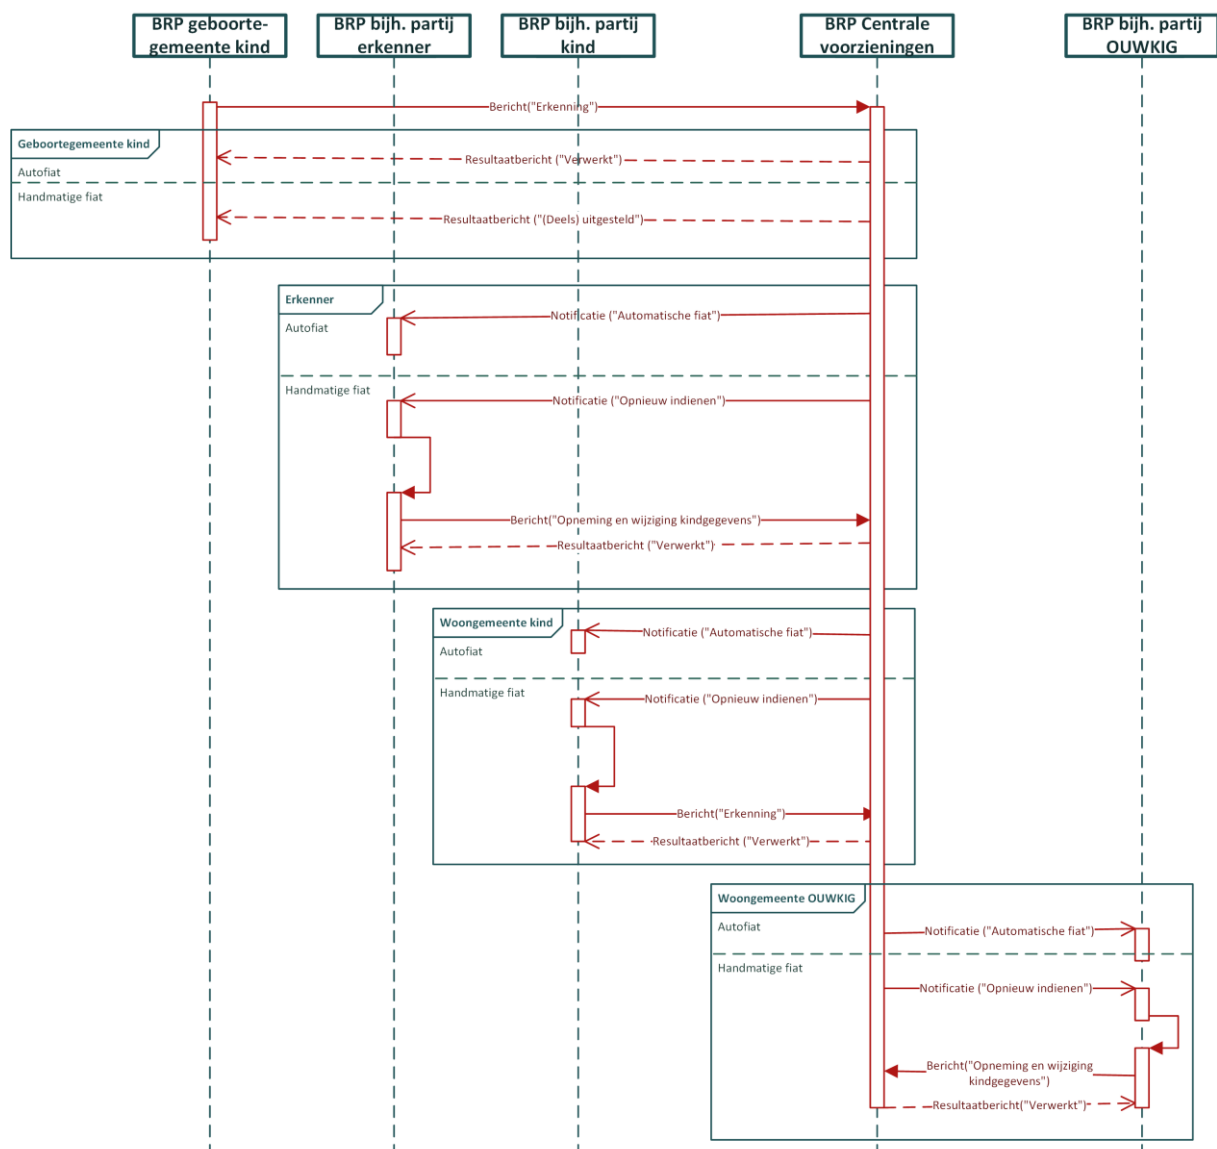 BRP geboorte-
gemeente kind
BRP bijh. partij
erkenner
BRP bijh. partij
kind
BRP Centrale
voorzieningen
BRP bijh. partij
OUWKIG
Bericht("Erkenning")
Geboortegemeente kind
Resultaatbericht ("Verwerkt")
Autofiat
Handmatige fiat
Resultaatbericht ("(Deels) uitgesteld")
Erkenner
Notificatie ("Automatische fiat")
Autofiat
Handmatige fiat
Notificatie ("Opnieuw indienen")
Bericht("Opneming en wijziging kindgegevens")
Resultaatbericht ("Verwerkt")
Woongemeente kind
Notificatie ("Automatische fiat")
Autofiat
Handmatige fiat
Notificatie ("Opnieuw indienen")
Bericht("Erkenning")
Resultaatbericht ("Verwerkt")
Woongemeente OUWKIG
Autofiat
Notificatie ("Automatische fiat")
Handmatige fiat
Notificatie ("Opnieuw indienen")
Bericht("Opneming en wijziging
kindgegevens")
Resultaatbericht("Verwerkt")